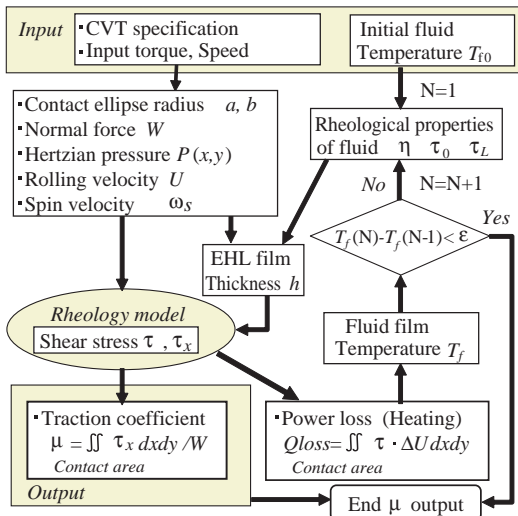 Input
▪CVT specification
▪Input torque, Speed
Initial fluid
Temperature Tf0
N=1
▪Contact ellipse radius a, b
▪Normal force W
▪Hertzian pressure P(x,y)
▪Rolling velocity U
▪Spin velocity ωs
Rheological properties
of fluid η τ0 τL
No
N=N+1
Yes
Tf(N)-Tf(N-1)< ε
EHL film
Thickness h
Rheology model
Shear stress τ , τx
Fluid film
Temperature Tf
▪Traction coefficient
μ = ∬ τx dxdy /W
Contact area
Output
▪Power loss (Heating)
Qloss= ∬ τ · ΔU dxdy
Contact area
End μ output